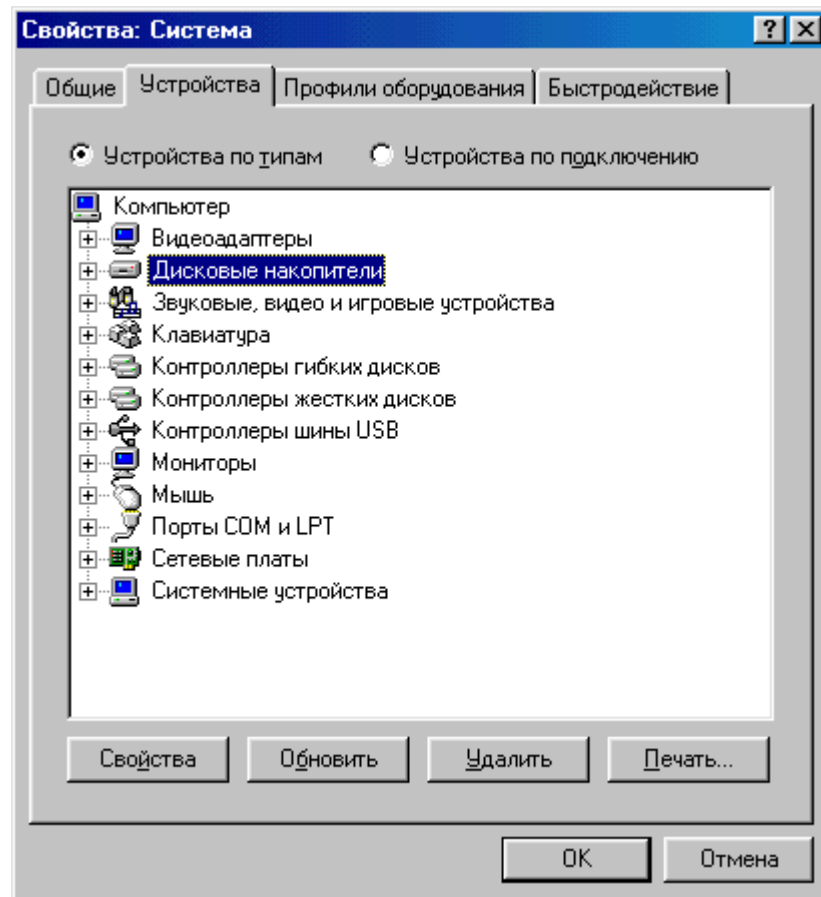 Свойства: Система
Общие Устройства Профили оборудования Быстродействие
Устройства по типам Устройства по подключению
Компьютер
Видеоадаптеры
Дисковые накопители
Звуковые, видео и игровые устройства
Клавиатура
Контроллеры гибких дисков
Контроллеры жестких дисков
Контроллеры шины USB
Мониторы
Мышь
Порты COM и LPT
Сетевые платы
Системные устройства
Свойства Обновить Удалить Печать...
OK Отмена